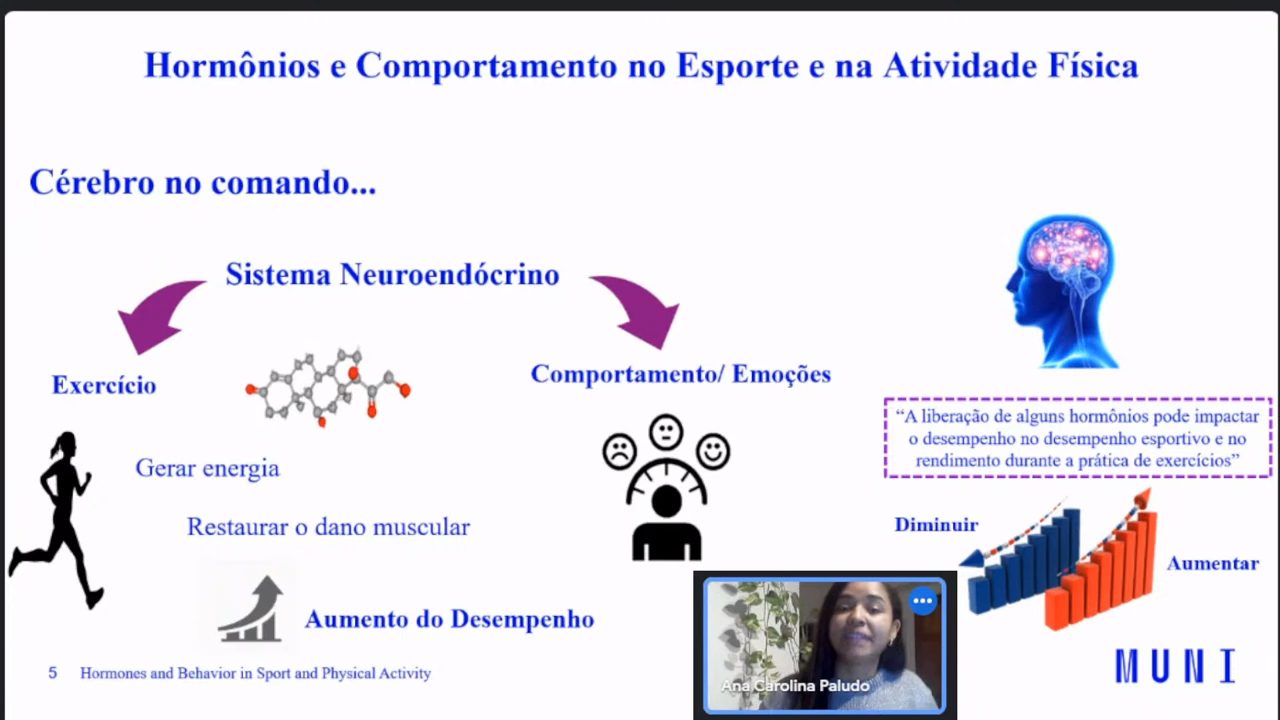 Hormônios e Comportamento no Esporte e na Atividade Física
Cérebro no comando...
Sistema Neuroendócrino
Exercício
Comportamento/ Emoções
Gerar energia
Restaurar o dano muscular
Aumento do Desempenho
“A liberação de alguns hormônios pode impactar
o desempenho no desempenho esportivo e no
rendimento durante a prática de exercícios”
Diminuir
Aumentar
Ana Carolina Paludo
5 Hormones and Behavior in Sport and Physical Activity
MUNI